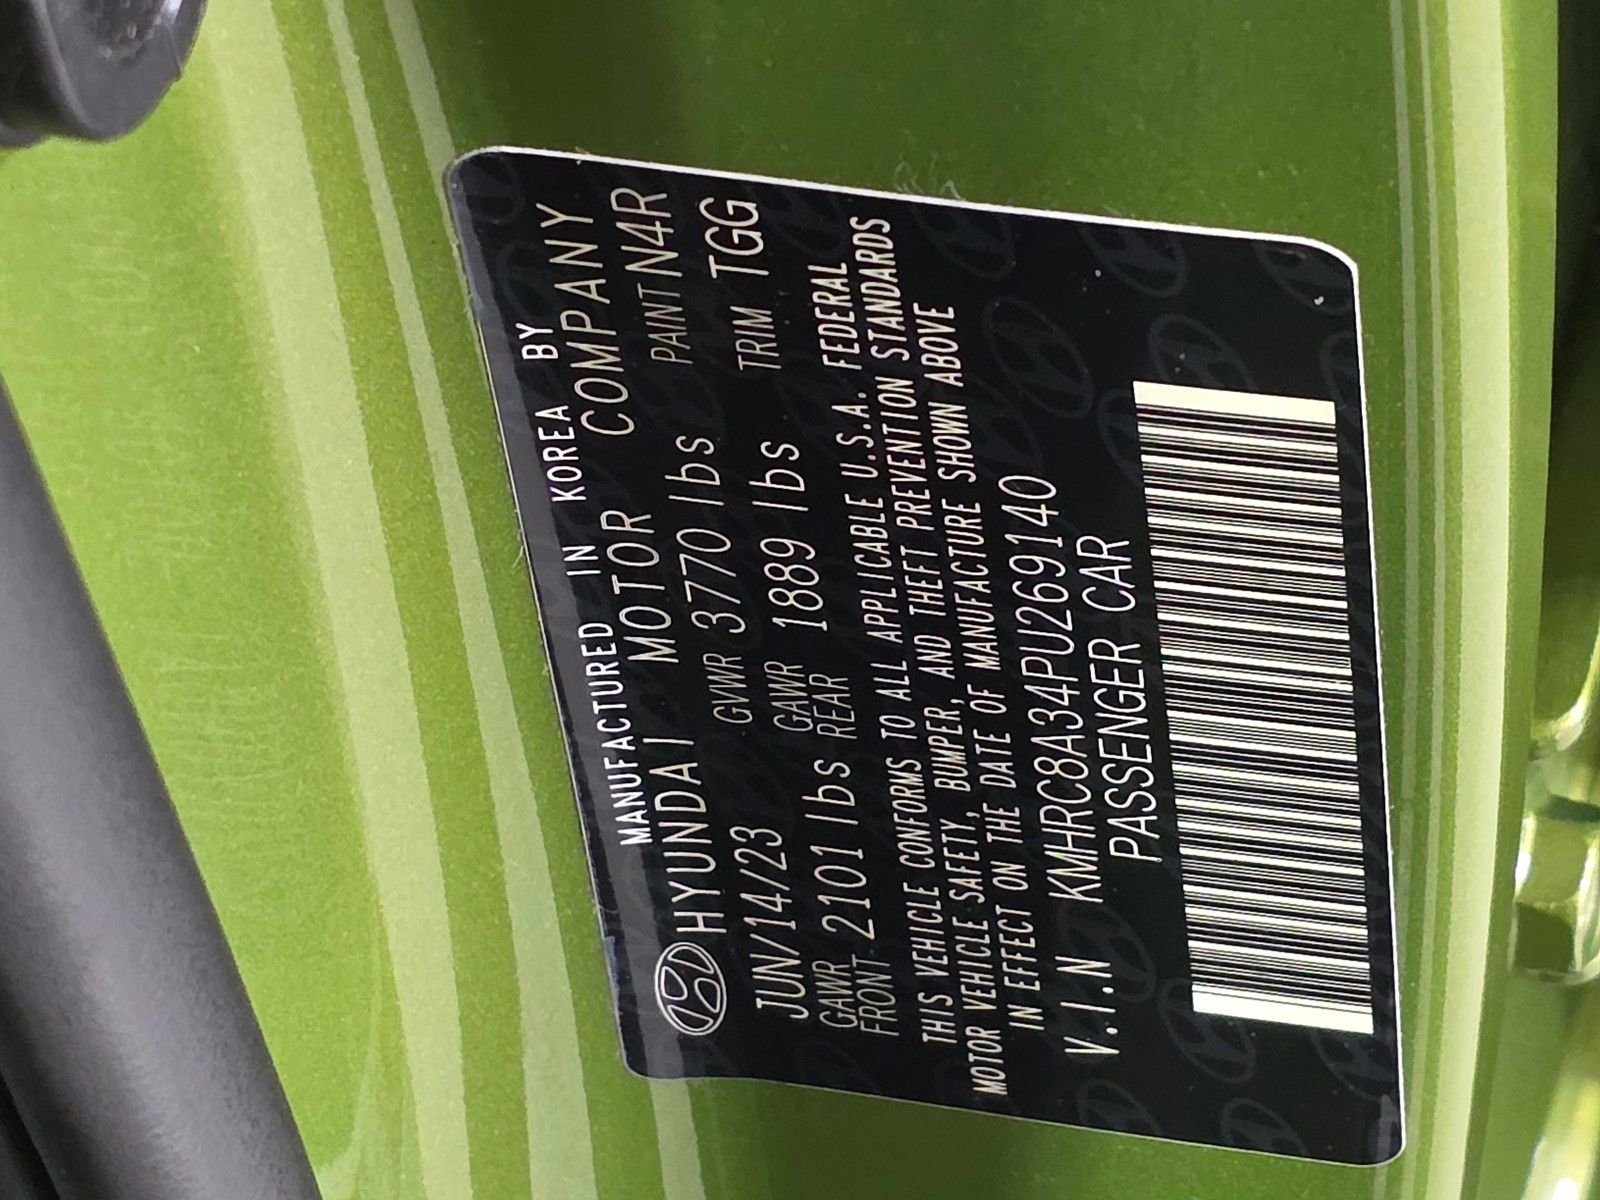 MANUFACTURED IN KOREA BY
HYUNDAI MOTOR COMPANY
JUN/14/23 GVWR 3770 lbs PAINT N4R
GAWR FRONT 2101 lbs GAWR REAR 1889 lbs TRIM TGG
THIS VEHICLE CONFORMS TO ALL APPLICABLE U.S.A. FEDERAL
MOTOR VEHICLE SAFETY, BUMPER, AND THEFT PREVENTION STANDARDS
IN EFFECT ON THE DATE OF MANUFACTURE SHOWN ABOVE
V.I.N KMHRC8A34PU269140
PASSENGER CAR